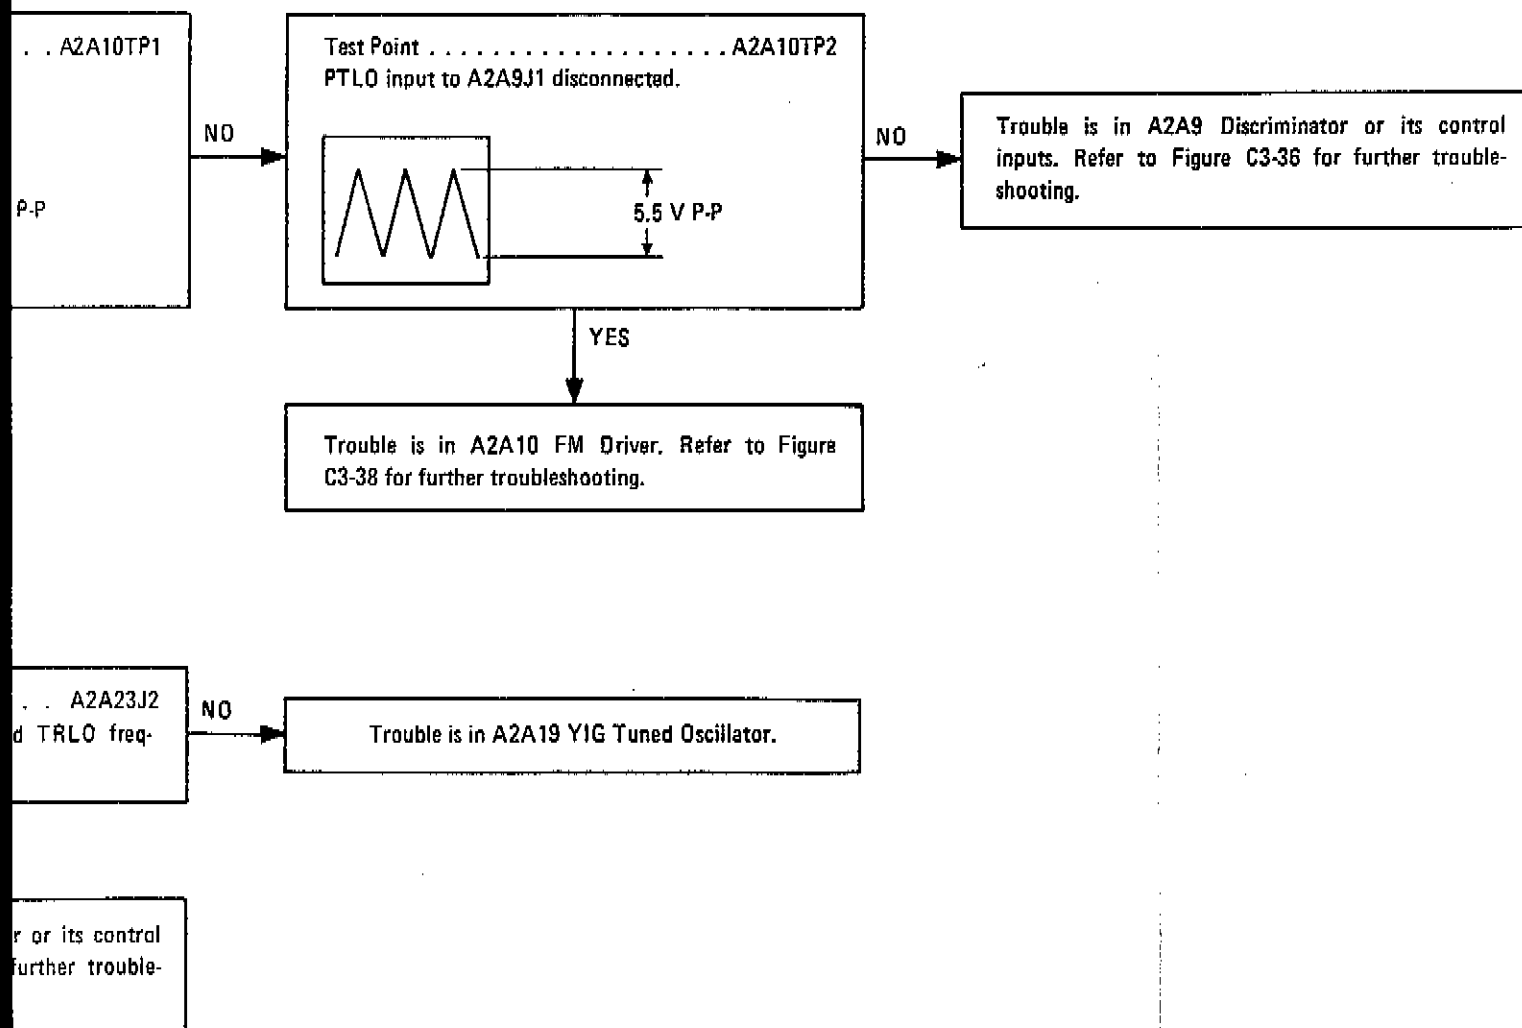 . . A2A10TP1
P-P
NO
Test Point . . . . . . . . . . . . . . . . . . . A2A10TP2
PTLO input to A2A9J1 disconnected.
5.5 V P-P
NO
Trouble is in A2A9 Discriminator or its control
inputs. Refer to Figure C3-36 for further trouble-
shooting.
YES
Trouble is in A2A10 FM Driver. Refer to Figure
C3-38 for further troubleshooting.
. . A2A23J2
d TRLO freq-
NO
Trouble is in A2A19 YIG Tuned Oscillator.
r or its control
further trouble-